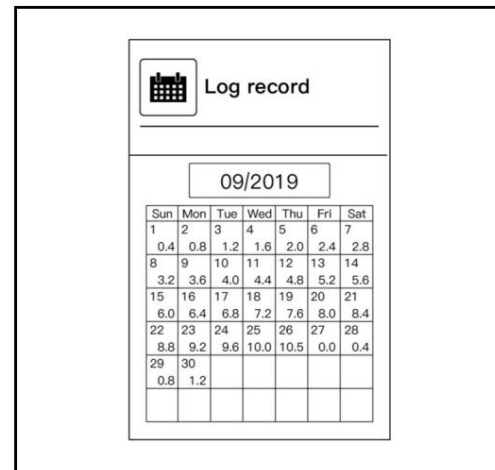 Log record
09/2019
Sun Mon Tue Wed Thu Fri Sat
1 2 3 4 5 6 7
0.4 0.8 1.2 1.6 2.0 2.4 2.8
8 9 10 11 12 13 14
3.2 3.6 4.0 4.4 4.8 5.2 5.6
15 16 17 18 19 20 21
6.0 6.4 6.8 7.2 7.6 8.0 8.4
22 23 24 25 26 27 28
8.8 9.2 9.6 10.0 10.5 0.0 0.4
29 30
0.8 1.2